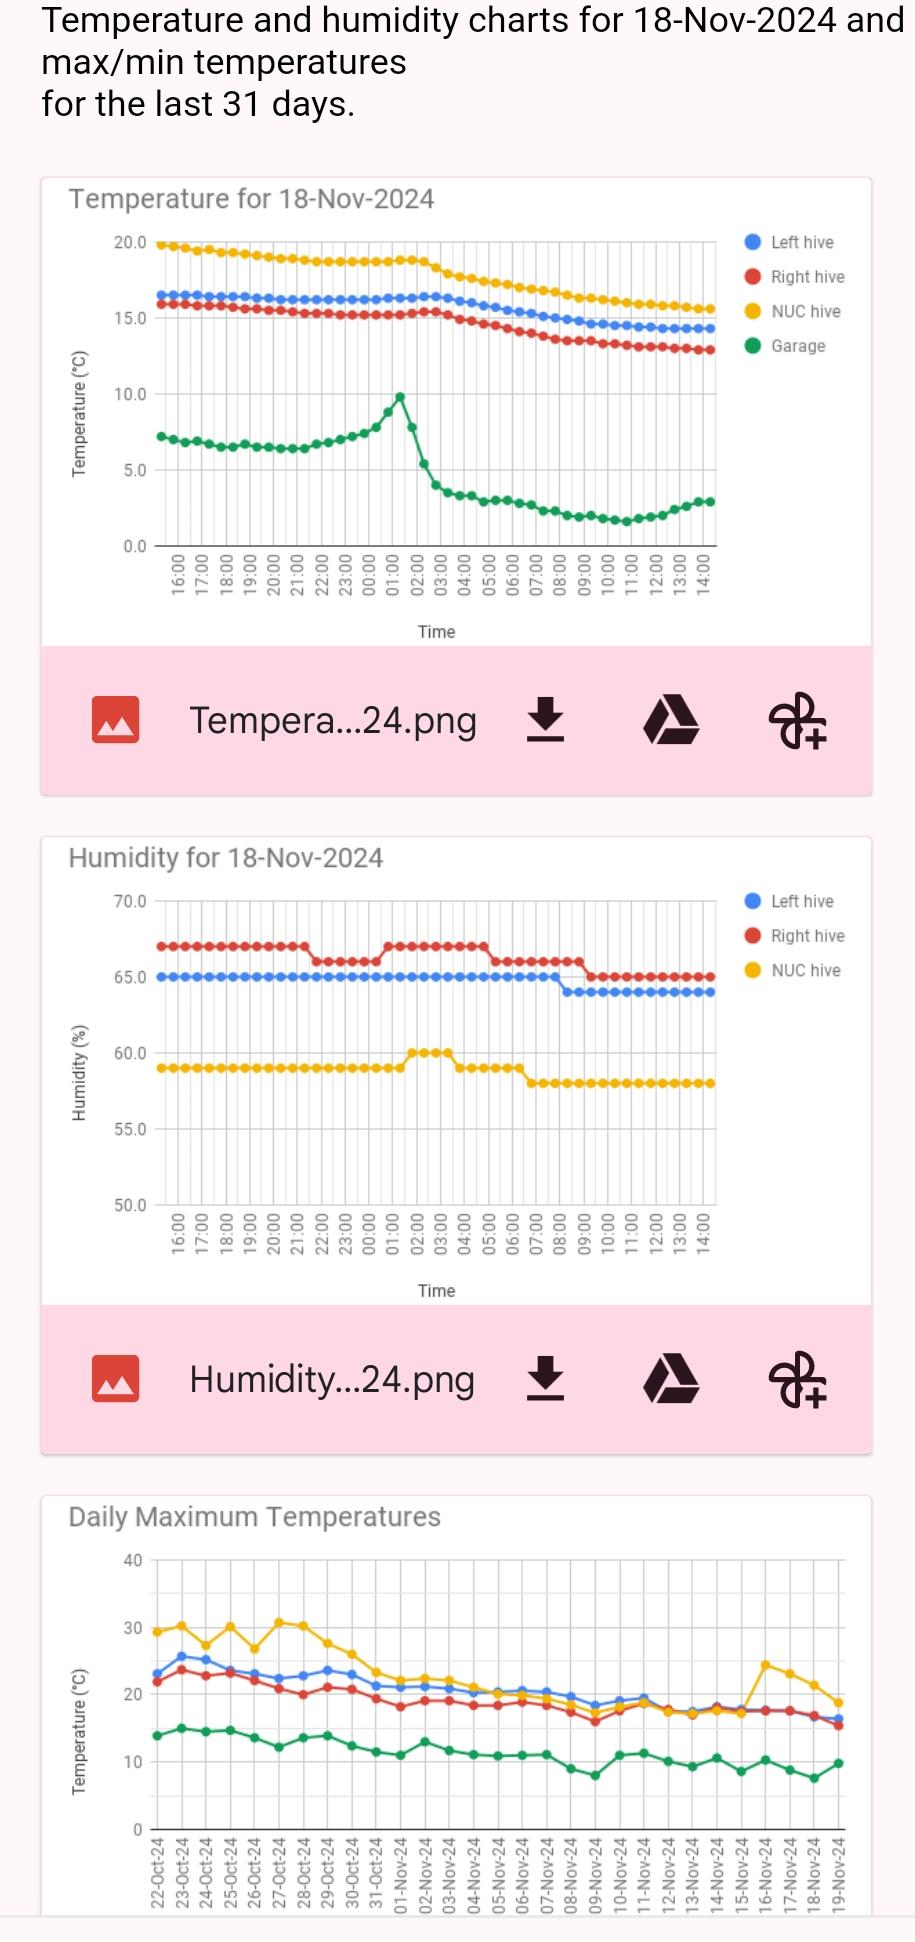 Temperature and humidity charts for 18-Nov-2024 and
max/min temperatures
for the last 31 days.
Temperature for 18-Nov-2024
20.0
15.0
10.0
5.0
0.0
Temperature (°C)
16:00
17:00
18:00
19:00
20:00
21:00
22:00
23:00
00:00
01:00
02:00
03:00
04:00
05:00
06:00
07:00
08:00
09:00
10:00
11:00
12:00
13:00
14:00
Time
Left hive
Right hive
NUC hive
Garage
Tempera...24.png
Humidity for 18-Nov-2024
70.0
65.0
60.0
55.0
50.0
Humidity (%)
16:00
17:00
18:00
19:00
20:00
21:00
22:00
23:00
00:00
01:00
02:00
03:00
04:00
05:00
06:00
07:00
08:00
09:00
10:00
11:00
12:00
13:00
14:00
Time
Left hive
Right hive
NUC hive
Humidity...24.png
Daily Maximum Temperatures
40
30
20
10
0
Temperature (°C)
22-Oct-24
23-Oct-24
24-Oct-24
25-Oct-24
26-Oct-24
27-Oct-24
28-Oct-24
29-Oct-24
30-Oct-24
31-Oct-24
01-Nov-24
02-Nov-24
03-Nov-24
04-Nov-24
05-Nov-24
06-Nov-24
07-Nov-24
08-Nov-24
09-Nov-24
10-Nov-24
11-Nov-24
12-Nov-24
13-Nov-24
14-Nov-24
15-Nov-24
16-Nov-24
17-Nov-24
18-Nov-24
19-Nov-24